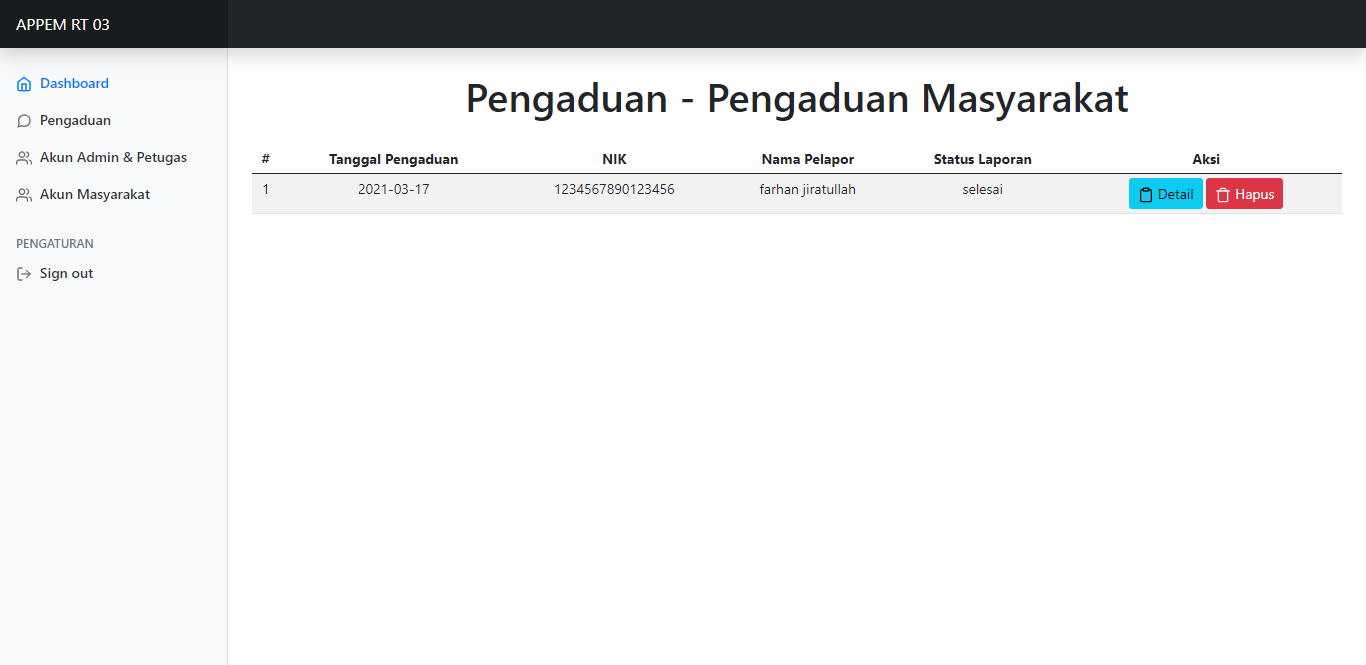 APPEM RT 03
Dashboard
Pengaduan
Akun Admin & Petugas
Akun Masyarakat
PENGATURAN
Sign out
Pengaduan - Pengaduan Masyarakat
# Tanggal Pengaduan NIK Nama Pelapor Status Laporan Aksi
1 2021-03-17 1234567890123456 farhan jiratullah selesai Detail Hapus